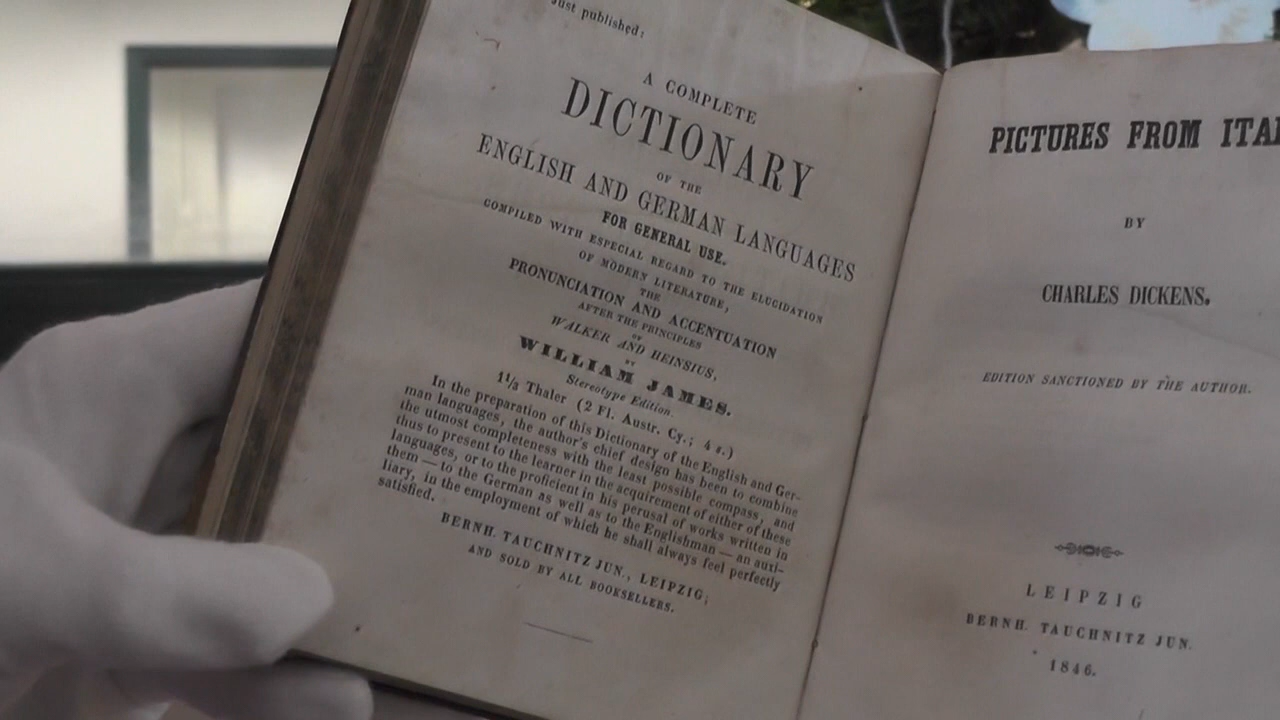 Just published:
A COMPLETE
DICTIONARY
OF THE
ENGLISH AND GERMAN LANGUAGES
FOR GENERAL USE.
COMPILED WITH ESPECIAL REGARD TO THE ELUCIDATION
OF MODERN LITERATURE,
THE
PRONUNCIATION AND ACCENTUATION
AFTER THE PRINCIPLES
OF
WALKER AND HEINSIUS,
BY
WILLIAM JAMES.
Stereotype Edition.
1⅓ Thaler (2 Fl. Austr. Cy.; 4 s.)
In the preparation of this Dictionary of the English and Ger-
man languages, the author's chief design has been to combine
the utmost completeness with the least possible compass, and
thus to present to the learner in the acquirement of either of these
languages, or to the proficient in his perusal of works written in
them — to the German as well as to the Englishman — an auxi-
liary, in the employment of which he shall always feel perfectly
satisfied.
BERNH. TAUCHNITZ JUN., LEIPZIG;
AND SOLD BY ALL BOOKSELLERS.
PICTURES FROM ITA
BY
CHARLES DICKENS.
EDITION SANCTIONED BY THE AUTHOR.
LEIPZIG
BERNH. TAUCHNITZ JUN.
1846.